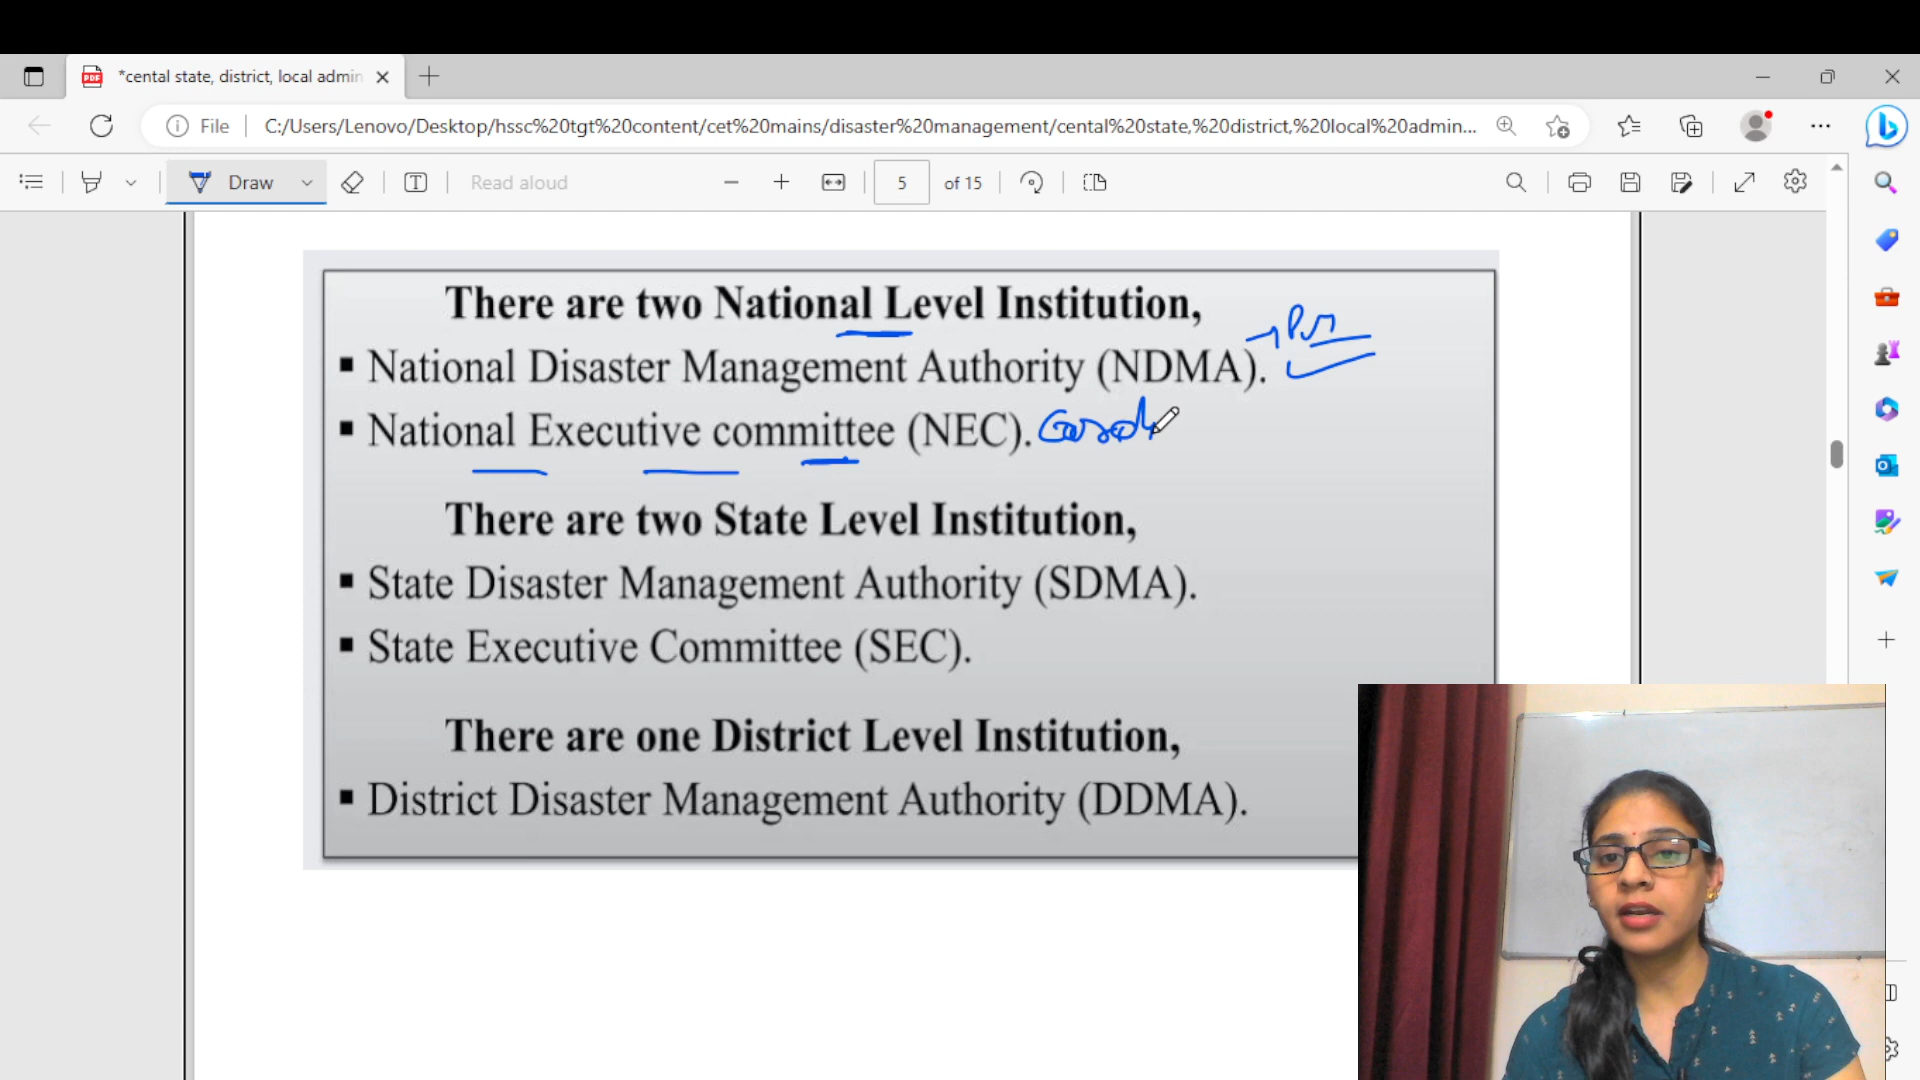 *cental state, district, local admin
File
C:/Users/Lenovo/Desktop/hssc%20tgt%20content/cet%20mains/disaster%20management/cental%20state,%20district,%20local%20admin...
Draw
Read aloud
5 of 15
There are two National Level Institution,
▪ National Disaster Management Authority (NDMA).
▪ National Executive committee (NEC).
There are two State Level Institution,
▪ State Disaster Management Authority (SDMA).
▪ State Executive Committee (SEC).
There are one District Level Institution,
▪ District Disaster Management Authority (DDMA).